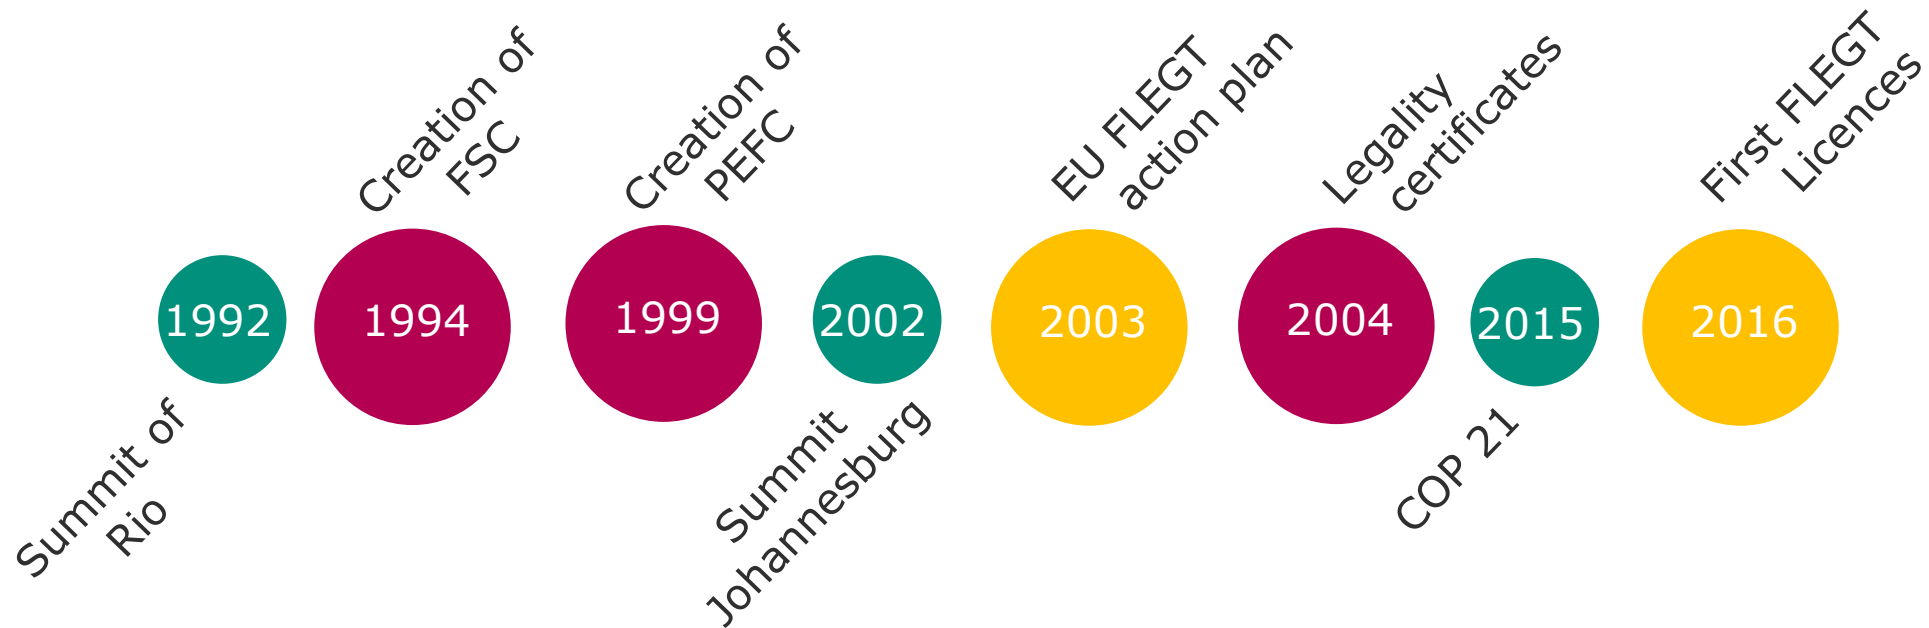 Creation of
FSC
Creation of
PEFC
EU FLEGT
action plan
Legality
certificates
First FLEGT
Licences
1992
1994
1999
2002
2003
2004
2015
2016
Summit of
Rio
Summit
Johannesburg
COP 21